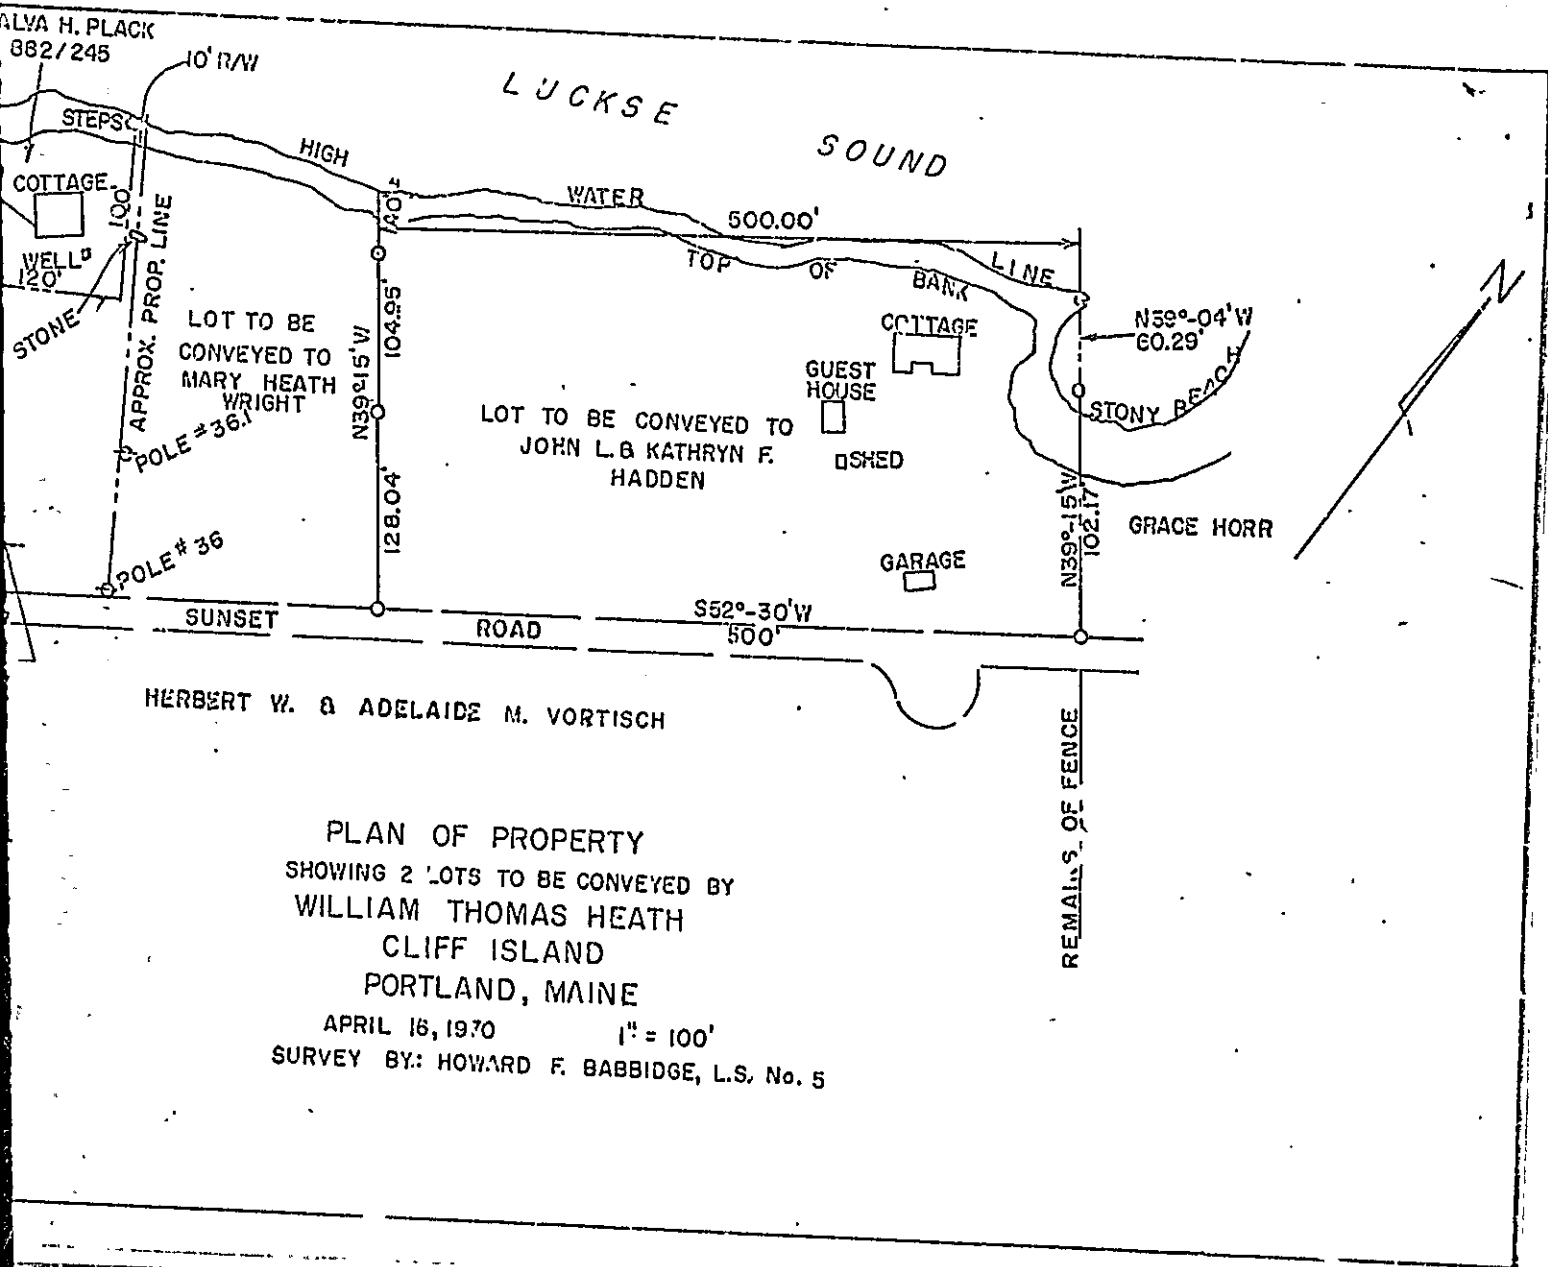 ALVA H. PLACK
882/245
10' R/W
LUCKSE
SOUND
STEPS
HIGH
WATER
LINE
COTTAGE
100'
WELL
120'
STONE
APPROX. PROP. LINE
500.00'
TOP OF BANK
LOT TO BE
CONVEYED TO
MARY HEATH
WRIGHT
N39°-15'W
104.95'
128.04'
COTTAGE
GUEST
HOUSE
N59°-04'W
60.29'
STONY BEACH
LOT TO BE CONVEYED TO
JOHN L. & KATHRYN F.
HADDEN
SHED
POLE #36.1
POLE #36
N39°-15'W
102.17'
GRACE HORR
GARAGE
N
SUNSET
ROAD
S52°-30'W
500'
HERBERT W. & ADELAIDE M. VORTISCH
REMAINS OF FENCE
PLAN OF PROPERTY
SHOWING 2 LOTS TO BE CONVEYED BY
WILLIAM THOMAS HEATH
CLIFF ISLAND
PORTLAND, MAINE
APRIL 16, 1970 1" = 100'
SURVEY BY: HOWARD F. BABBIDGE, L.S. No. 5